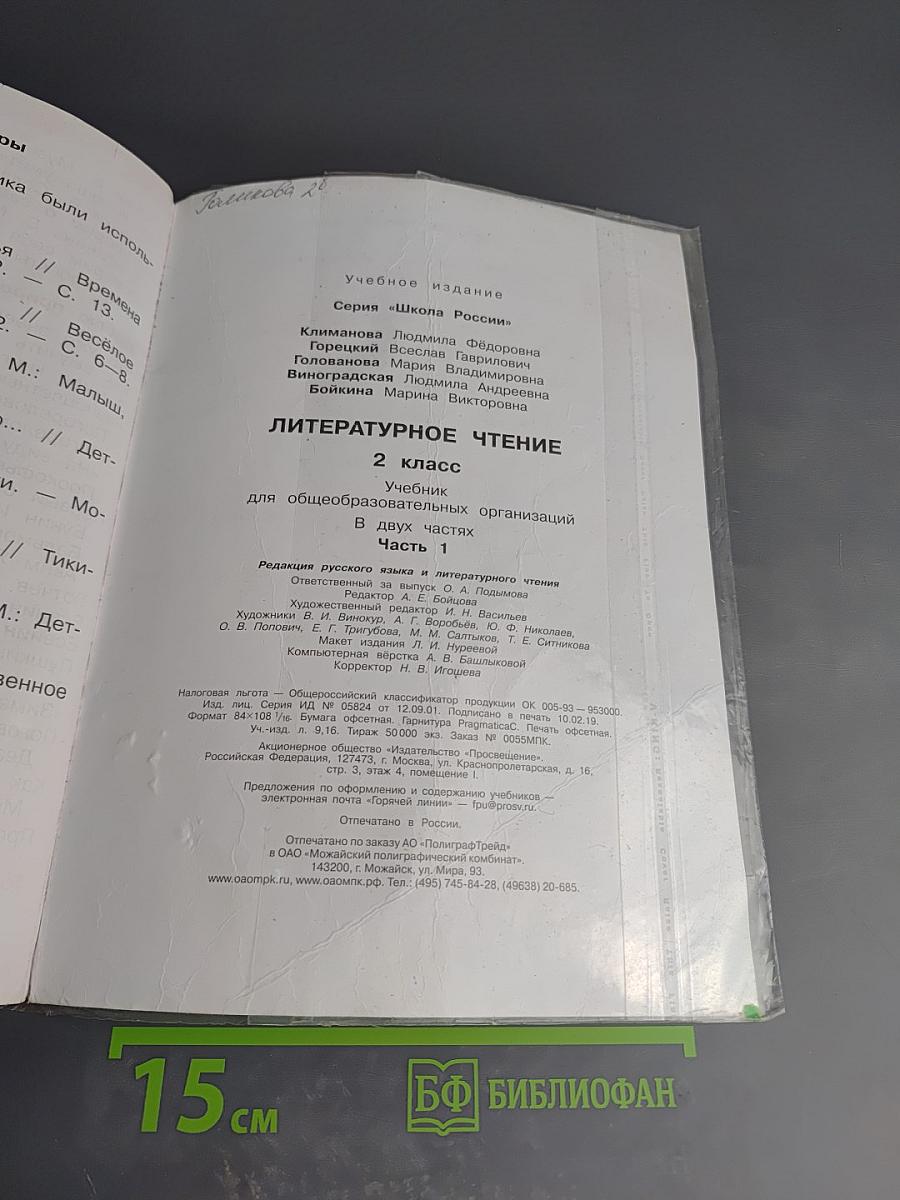 ры
ика были исполь-
ья // Времена
2. — С. 13.
// Весёлое
2. — С. 6—8.
М.: Малыш,
о... // Дет-
и. — Мо-
// Тики-
М.: Дет-
венное
Голикова 2б
Учебное издание
Серия «Школа России»
Климанова Людмила Фёдоровна
Горецкий Всеслав Гаврилович
Голованова Мария Владимировна
Виноградская Людмила Андреевна
Бойкина Марина Викторовна
ЛИТЕРАТУРНОЕ ЧТЕНИЕ
2 класс
Учебник
для общеобразовательных организаций
В двух частях
Часть 1
Редакция русского языка и литературного чтения
Ответственный за выпуск О. А. Подымова
Редактор А. Е. Бойцова
Художественный редактор И. Н. Васильев
Художники В. И. Винокур, А. Г. Воробьёв, Ю. Ф. Николаев,
О. В. Попович, Е. Г. Тригубова, М. М. Салтыков, Т. Е. Ситникова
Макет издания Л. И. Нуреевой
Компьютерная вёрстка А. В. Башлыковой
Корректор Н. В. Игошева
Налоговая льгота — Общероссийский классификатор продукции ОК 005-93 — 953000.
Изд. лиц. Серия ИД № 05824 от 12.09.01. Подписано в печать 10.02.19.
Формат 84×108 1/16. Бумага офсетная. Гарнитура PragmaticaC. Печать офсетная.
Уч.-изд. л. 9,16. Тираж 50 000 экз. Заказ № 0055МПК.
Акционерное общество «Издательство «Просвещение».
Российская Федерация, 127473, г. Москва, ул. Краснопролетарская, д. 16,
стр. 3, этаж 4, помещение I.
Предложения по оформлению и содержанию учебников —
электронная почта «Горячей линии» — fpu@prosv.ru.
Отпечатано в России.
Отпечатано по заказу АО «ПолиграфТрейд»
в ОАО «Можайский полиграфический комбинат».
143200, г. Можайск, ул. Мира, 93.
www.oaompk.ru, www.oaoмпк.рф. Тел.: (495) 745-84-28, (49638) 20-685.
15 см
БФ БИБЛИОФАН